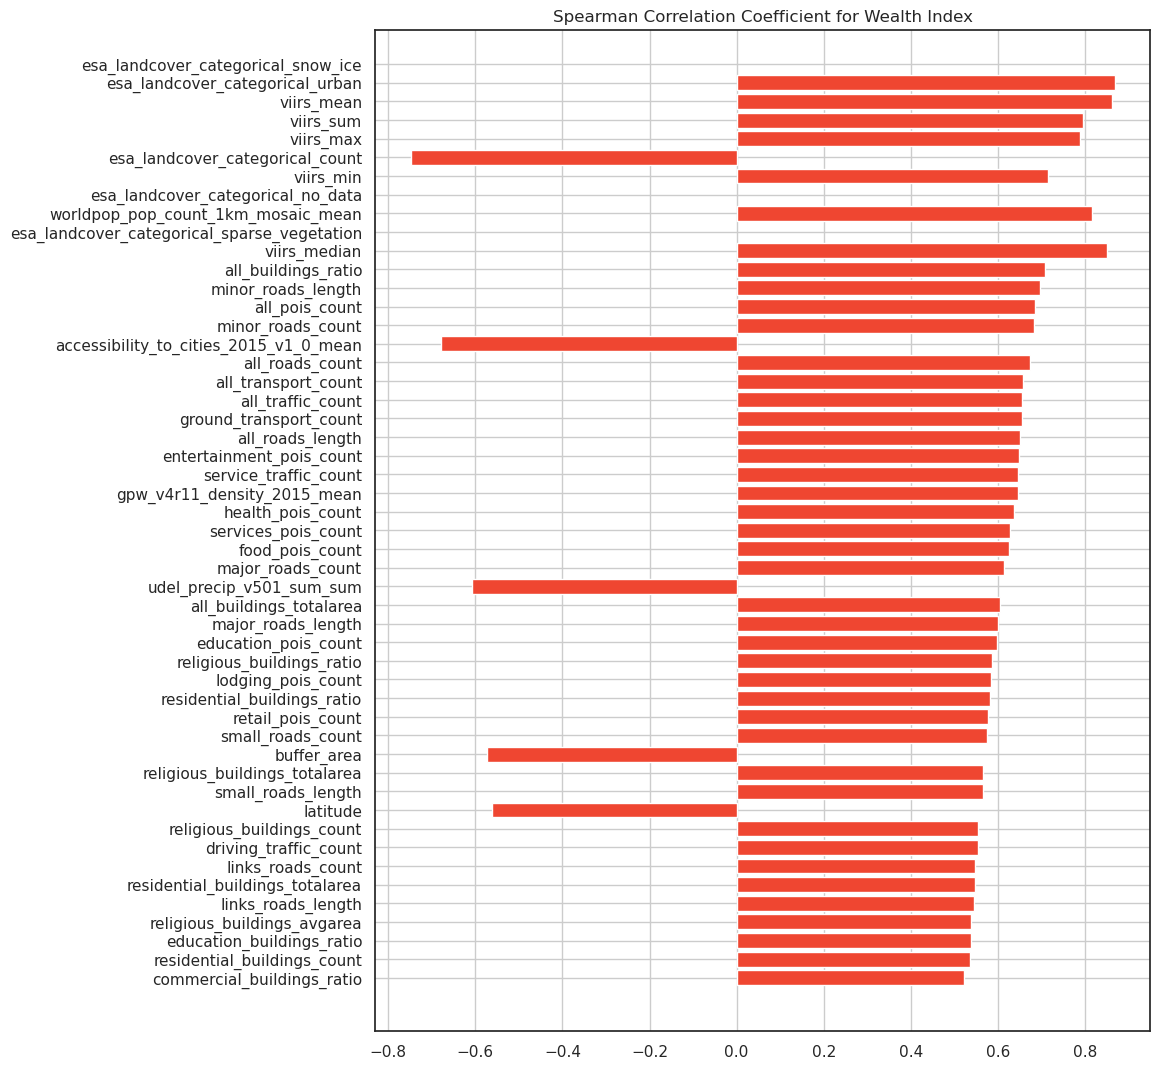 Spearman Correlation Coefficient for Wealth Index
esa_landcover_categorical_snow_ice
esa_landcover_categorical_urban
viirs_mean
viirs_sum
viirs_max
esa_landcover_categorical_count
viirs_min
esa_landcover_categorical_no_data
worldpop_pop_count_1km_mosaic_mean
esa_landcover_categorical_sparse_vegetation
viirs_median
all_buildings_ratio
minor_roads_length
all_pois_count
minor_roads_count
accessibility_to_cities_2015_v1_0_mean
all_roads_count
all_transport_count
all_traffic_count
ground_transport_count
all_roads_length
entertainment_pois_count
service_traffic_count
gpw_v4r11_density_2015_mean
health_pois_count
services_pois_count
food_pois_count
major_roads_count
udel_precip_v501_sum_sum
all_buildings_totalarea
major_roads_length
education_pois_count
religious_buildings_ratio
lodging_pois_count
residential_buildings_ratio
retail_pois_count
small_roads_count
buffer_area
religious_buildings_totalarea
small_roads_length
latitude
religious_buildings_count
driving_traffic_count
links_roads_count
residential_buildings_totalarea
links_roads_length
religious_buildings_avgarea
education_buildings_ratio
residential_buildings_count
commercial_buildings_ratio
−0.8 −0.6 −0.4 −0.2 0.0 0.2 0.4 0.6 0.8